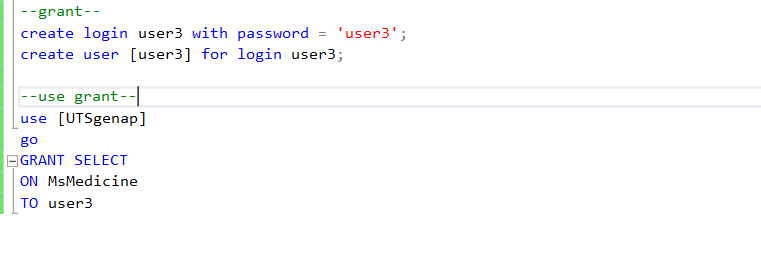 --grant--
create login user3 with password = 'user3';
create user [user3] for login user3;
--use grant--
use [UTSgenap]
go
GRANT SELECT
ON MsMedicine
TO user3